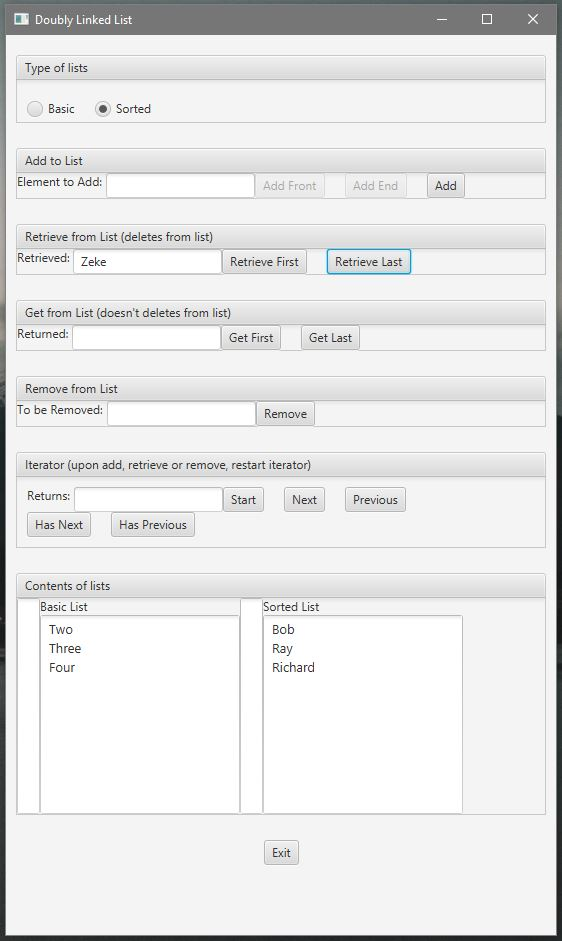 Doubly Linked List
Type of lists
Basic Sorted
Add to List
Element to Add: Add Front Add End Add
Retrieve from List (deletes from list)
Retrieved: Zeke Retrieve First Retrieve Last
Get from List (doesn't deletes from list)
Returned: Get First Get Last
Remove from List
To be Removed: Remove
Iterator (upon add, retrieve or remove, restart iterator)
Returns: Start Next Previous
Has Next Has Previous
Contents of lists
Basic List Sorted List
Two Bob
Three Ray
Four Richard
Exit